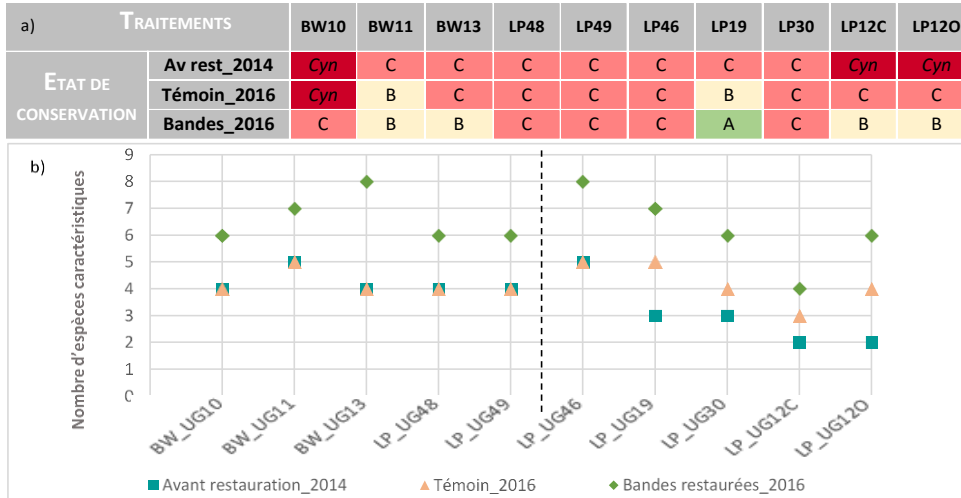 a) TRAITEMENTS BW10 BW11 BW13 LP48 LP49 LP46 LP19 LP30 LP12C LP12O
ETAT DE CONSERVATION
Av rest_2014 Cyn C C C C C C C Cyn Cyn
Témoin_2016 Cyn B C C C C B C C C
Bandes_2016 C B B C C C A C B B
b)
Nombre d'espèces caractéristiques
9
8
7
6
5
4
3
2
1
0
BW_UG10 BW_UG11 BW_UG13 LP_UG48 LP_UG49 LP_UG46 LP_UG19 LP_UG30 LP_UG12C LP_UG12O
Avant restauration_2014 Témoin_2016 Bandes restaurées_2016